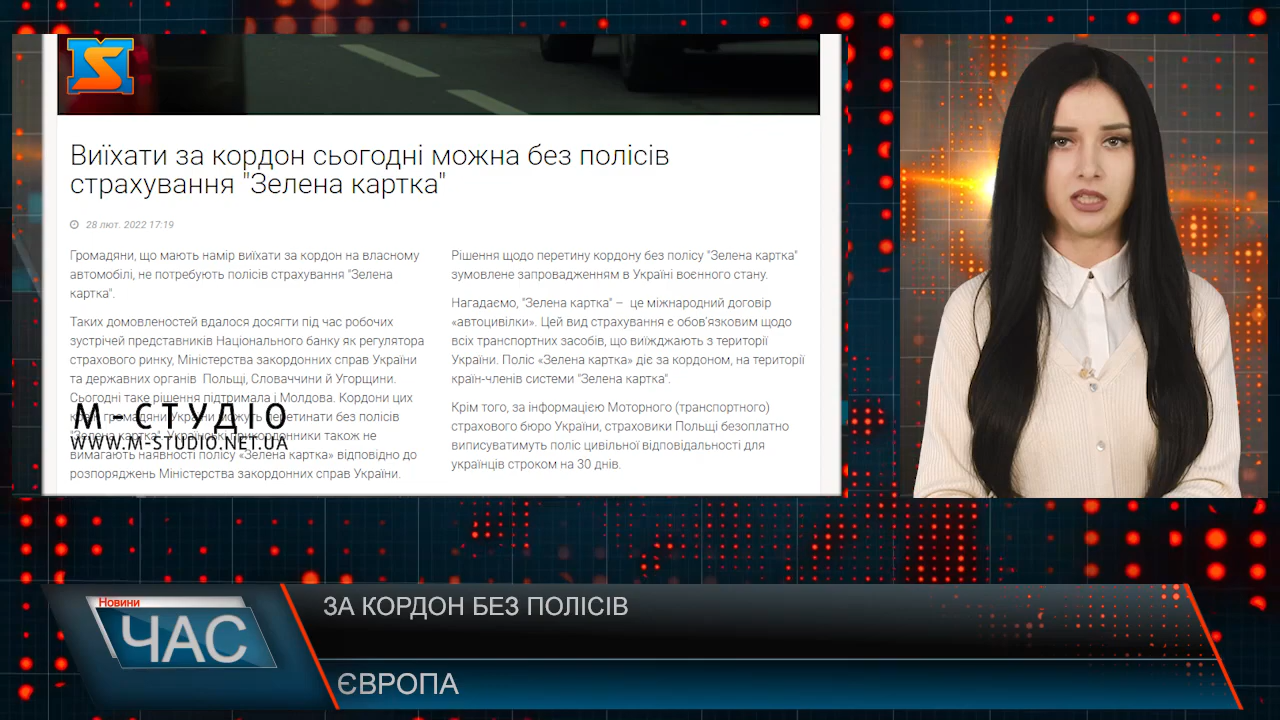 Виїхати за кордон сьогодні можна без полісів
страхування "Зелена картка"
28 лют. 2022 17:19
Громадяни, що мають намір виїхати за кордон на власному
автомобілі, не потребують полісів страхування "Зелена
картка".
Таких домовленостей вдалося досягти під час робочих
зустрічей представників Національного банку як регулятора
страхового ринку, Міністерства закордонних справ України
та державних органів Польщі, Словаччини й Угорщини.
Сьогодні таке рішення підтримала і Молдова. Кордони цих
країн громадяни України можуть перетинати без полісів
"Зелена картка". Українські прикордонники також не
вимагають наявності полісу «Зелена картка» відповідно до
розпоряджень Міністерства закордонних справ України.
Рішення щодо перетину кордону без полісу "Зелена картка"
зумовлене запровадженням в Україні воєнного стану.
Нагадаємо, "Зелена картка" – це міжнародний договір
«автоцивілки». Цей вид страхування є обов'язковим щодо
всіх транспортних засобів, що виїжджають з території
України. Поліс «Зелена картка» діє за кордоном, на території
країн-членів системи "Зелена картка".
Крім того, за інформацією Моторного (транспортного)
страхового бюро України, страховики Польщі безоплатно
виписуватимуть поліс цивільної відповідальності для
українців строком на 30 днів.
М-СТУДІО
WWW.M-STUDIO.NET.UA
Новини
ЧАС
ЗА КОРДОН БЕЗ ПОЛІСІВ
ЄВРОПА